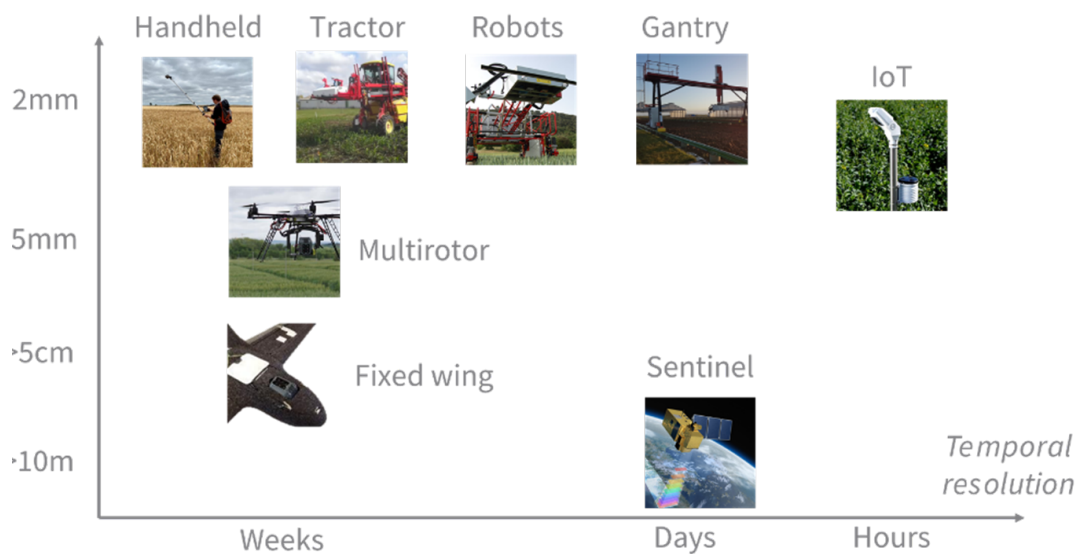 Handheld
Tractor
Robots
Gantry
IoT
2mm
5mm
Multirotor
>5cm
Fixed wing
Sentinel
>10m
Temporal
resolution
Weeks
Days
Hours